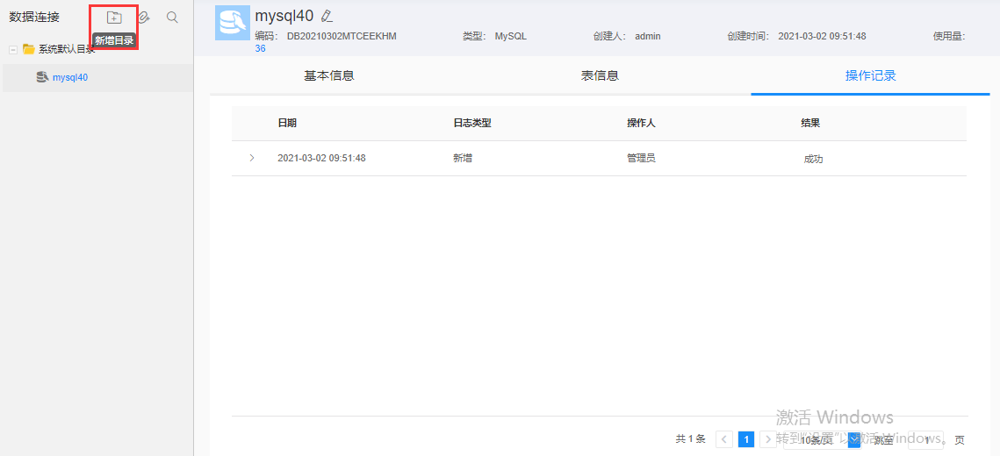 数据连接
新增目录
系统默认目录
mysql40
mysql40
编码： DB20210302MTCEEKHM 类型： MySQL 创建人： admin 创建时间： 2021-03-02 09:51:48 使用量：
36
基本信息 表信息 操作记录
日期 日志类型 操作人 结果
2021-03-02 09:51:48 新增 管理员 成功
激活 Windows
转到"设置"以激活 Windows。
共 1 条 1 10条/页 跳至 1 页